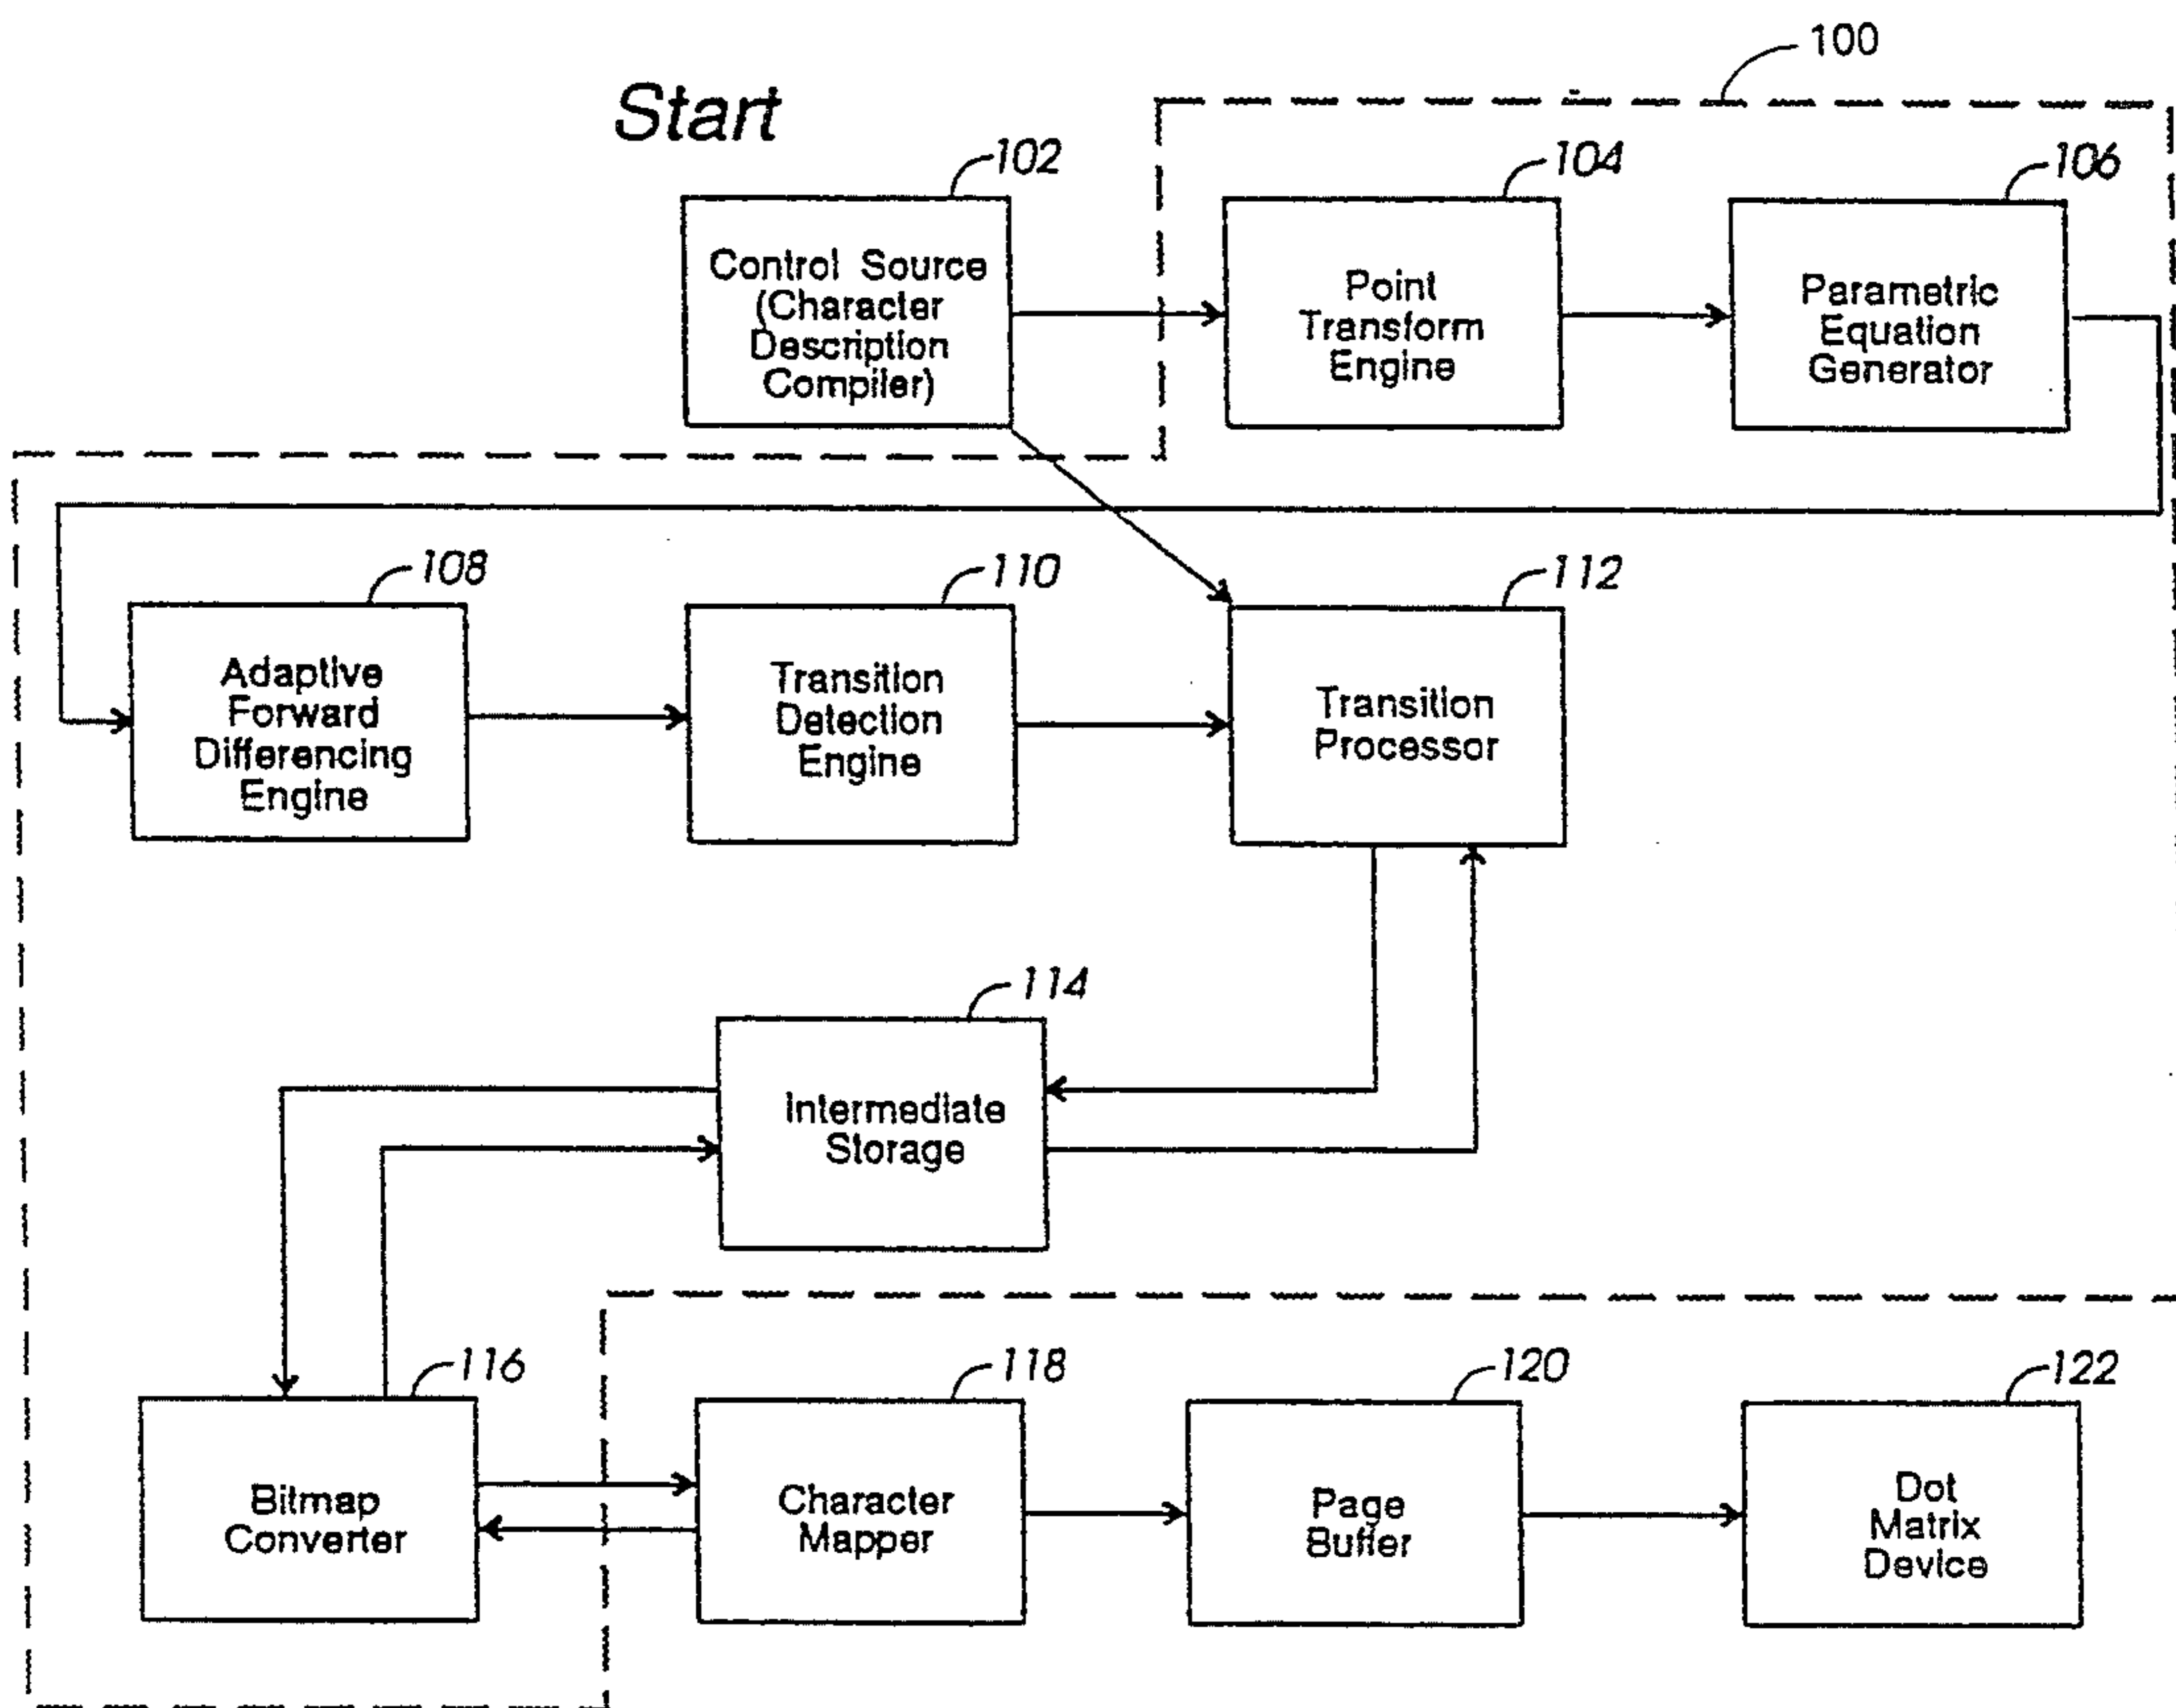 100
Start
102
104
106
Control Source
(Character
Description
Compiler)
Point
Transform
Engine
Parametric
Equation
Generator
108
110
112
Adaptive
Forward
Differencing
Engine
Transition
Detection
Engine
Transition
Processor
114
Intermediate
Storage
116
118
120
122
Bitmap
Converter
Character
Mapper
Page
Buffer
Dot
Matrix
Device